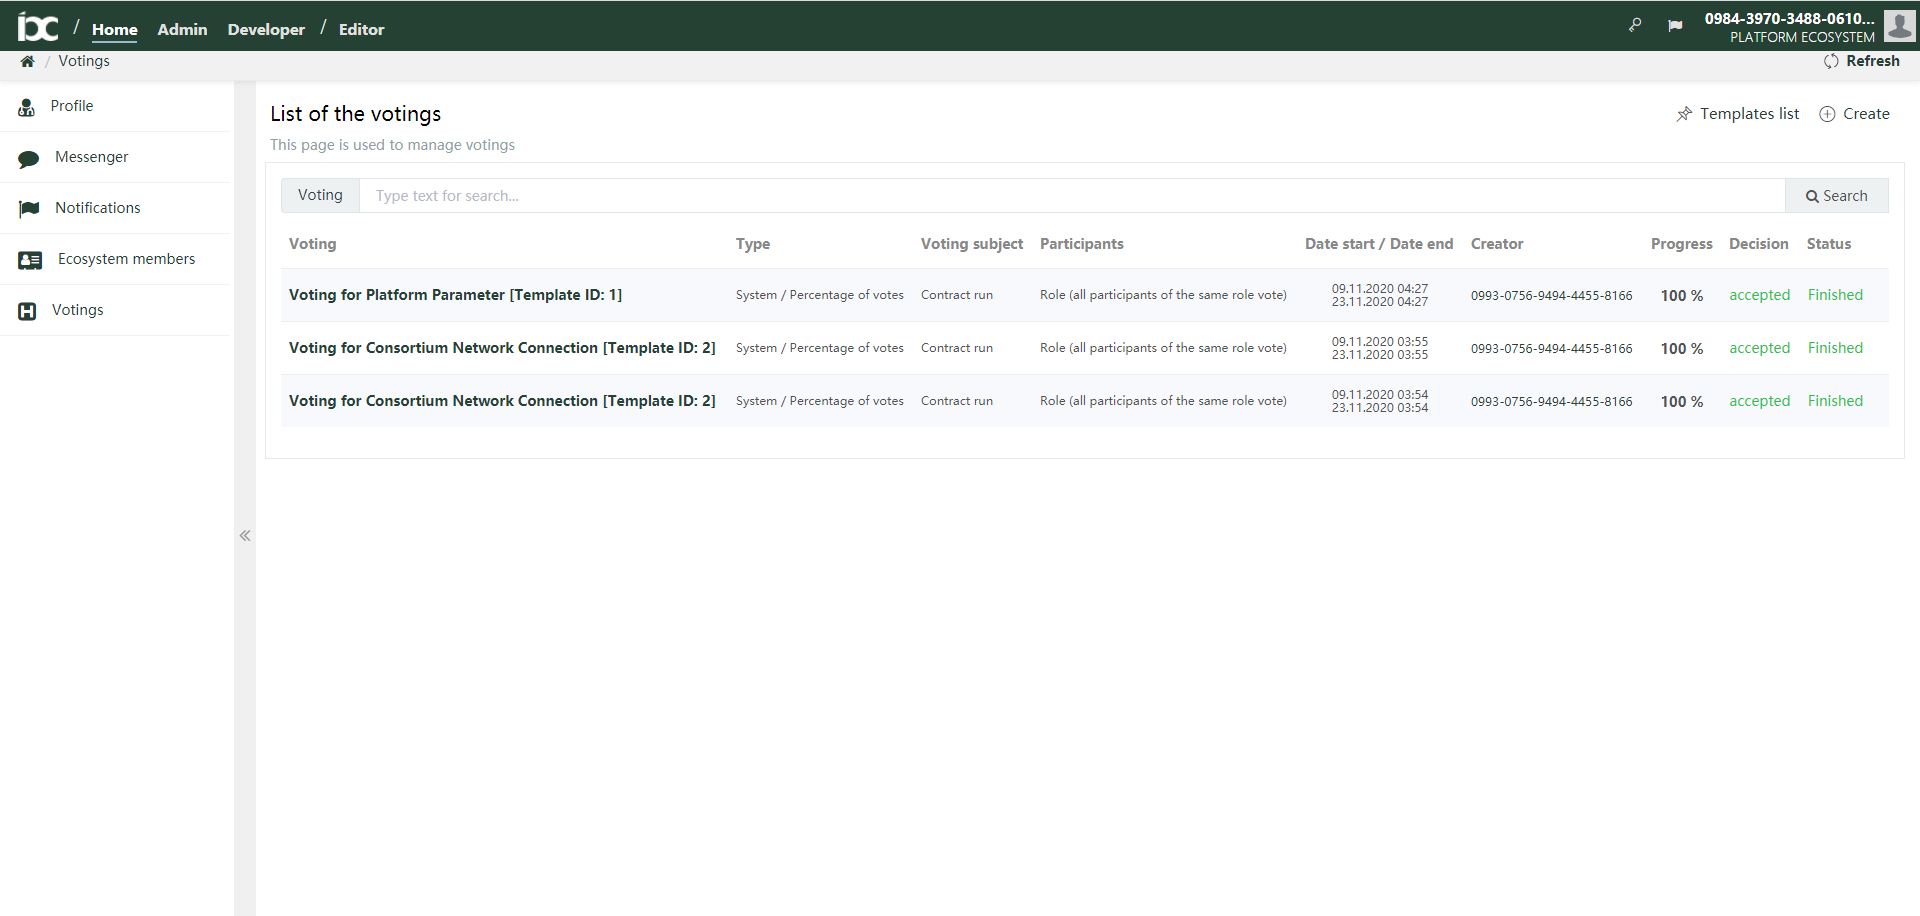 ibc / Home Admin Developer / Editor
0984-3970-3488-0610...
PLATFORM ECOSYSTEM
/ Votings
Refresh
Profile
Messenger
Notifications
Ecosystem members
Votings
List of the votings
Templates list
Create
This page is used to manage votings
Voting Type text for search... Search
Voting Type Voting subject Participants Date start / Date end Creator Progress Decision Status
Voting for Platform Parameter [Template ID: 1] System / Percentage of votes Contract run Role (all participants of the same role vote) 09.11.2020 04:27 0993-0756-9494-4455-8166 100 % accepted Finished
23.11.2020 04:27
Voting for Consortium Network Connection [Template ID: 2] System / Percentage of votes Contract run Role (all participants of the same role vote) 09.11.2020 03:55 0993-0756-9494-4455-8166 100 % accepted Finished
23.11.2020 03:55
Voting for Consortium Network Connection [Template ID: 2] System / Percentage of votes Contract run Role (all participants of the same role vote) 09.11.2020 03:54 0993-0756-9494-4455-8166 100 % accepted Finished
23.11.2020 03:54